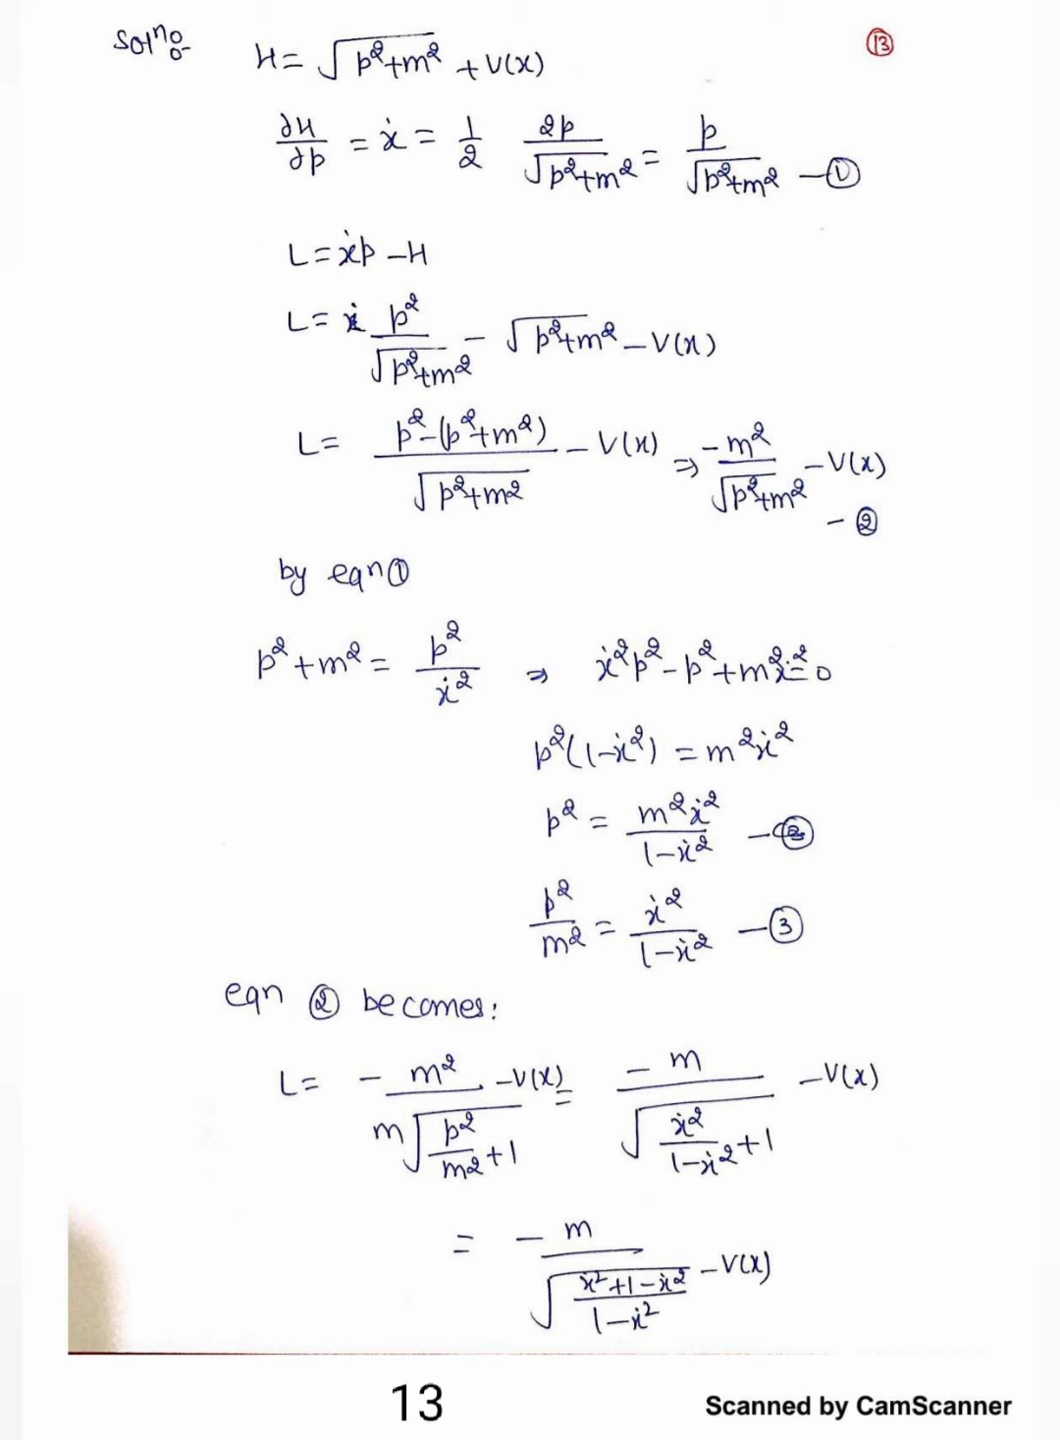 Solnº:- H = √(p²+m²) + V(x) (13)
∂H/∂p = ẋ = 1/2 2p/√(p²+m²) = p/√(p²+m²) —①
L = ẋp - H
L = p²/√(p²+m²) - √(p²+m²) - V(x)
L = (p²-(p²+m²))/√(p²+m²) - V(x) ⇒ -m²/√(p²+m²) - V(x)
- ②
by eqn ①
p²+m² = p²/ẋ² ⇒ ẋ²p² - p² + m²ẋ² = 0
p²(1-ẋ²) = m²ẋ²
p² = m²ẋ²/(1-ẋ²) —②
p²/m² = ẋ²/(1-ẋ²) —③
eqn ② becomes:
L = - m²/(m√(p²/m²+1)) - V(x) = -m/√(ẋ²/(1-ẋ²)+1) - V(x)
= -m/√((ẋ²+1-ẋ²)/(1-ẋ²)) - V(x)
13
Scanned by CamScanner